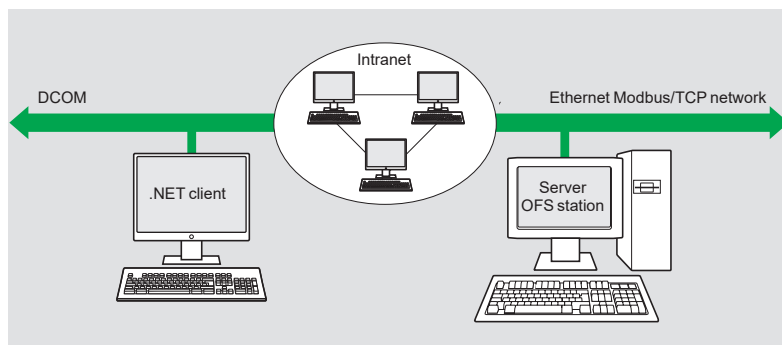 Intranet
DCOM
Ethernet Modbus/TCP network
.NET client
Server
OFS station